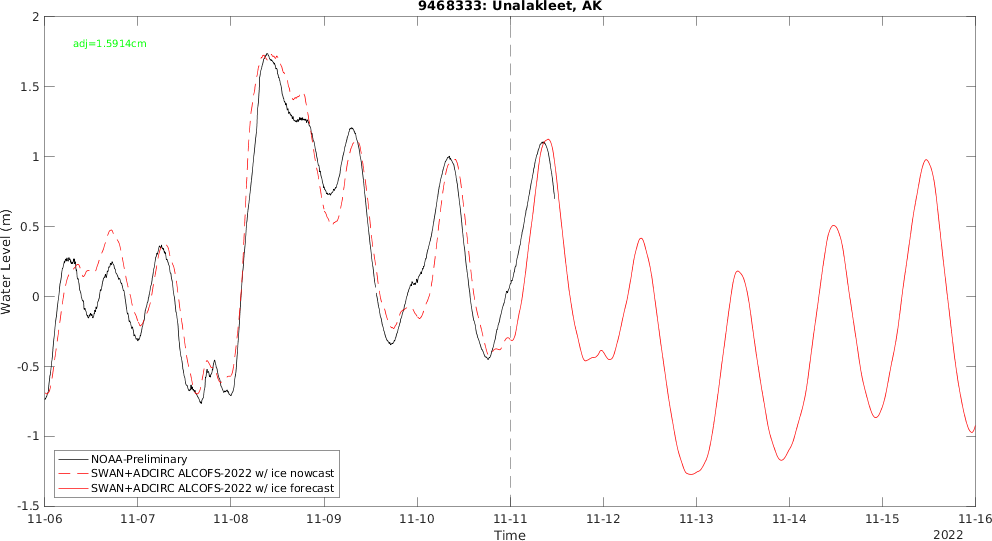 9468333: Unalakleet, AK
adj=1.5914cm
Water Level (m)
2
1.5
1
0.5
0
-0.5
-1
-1.5
NOAA-Preliminary
SWAN+ADCIRC ALCOFS-2022 w/ ice nowcast
SWAN+ADCIRC ALCOFS-2022 w/ ice forecast
11-06 11-07 11-08 11-09 11-10 11-11 11-12 11-13 11-14 11-15 11-16
Time
2022